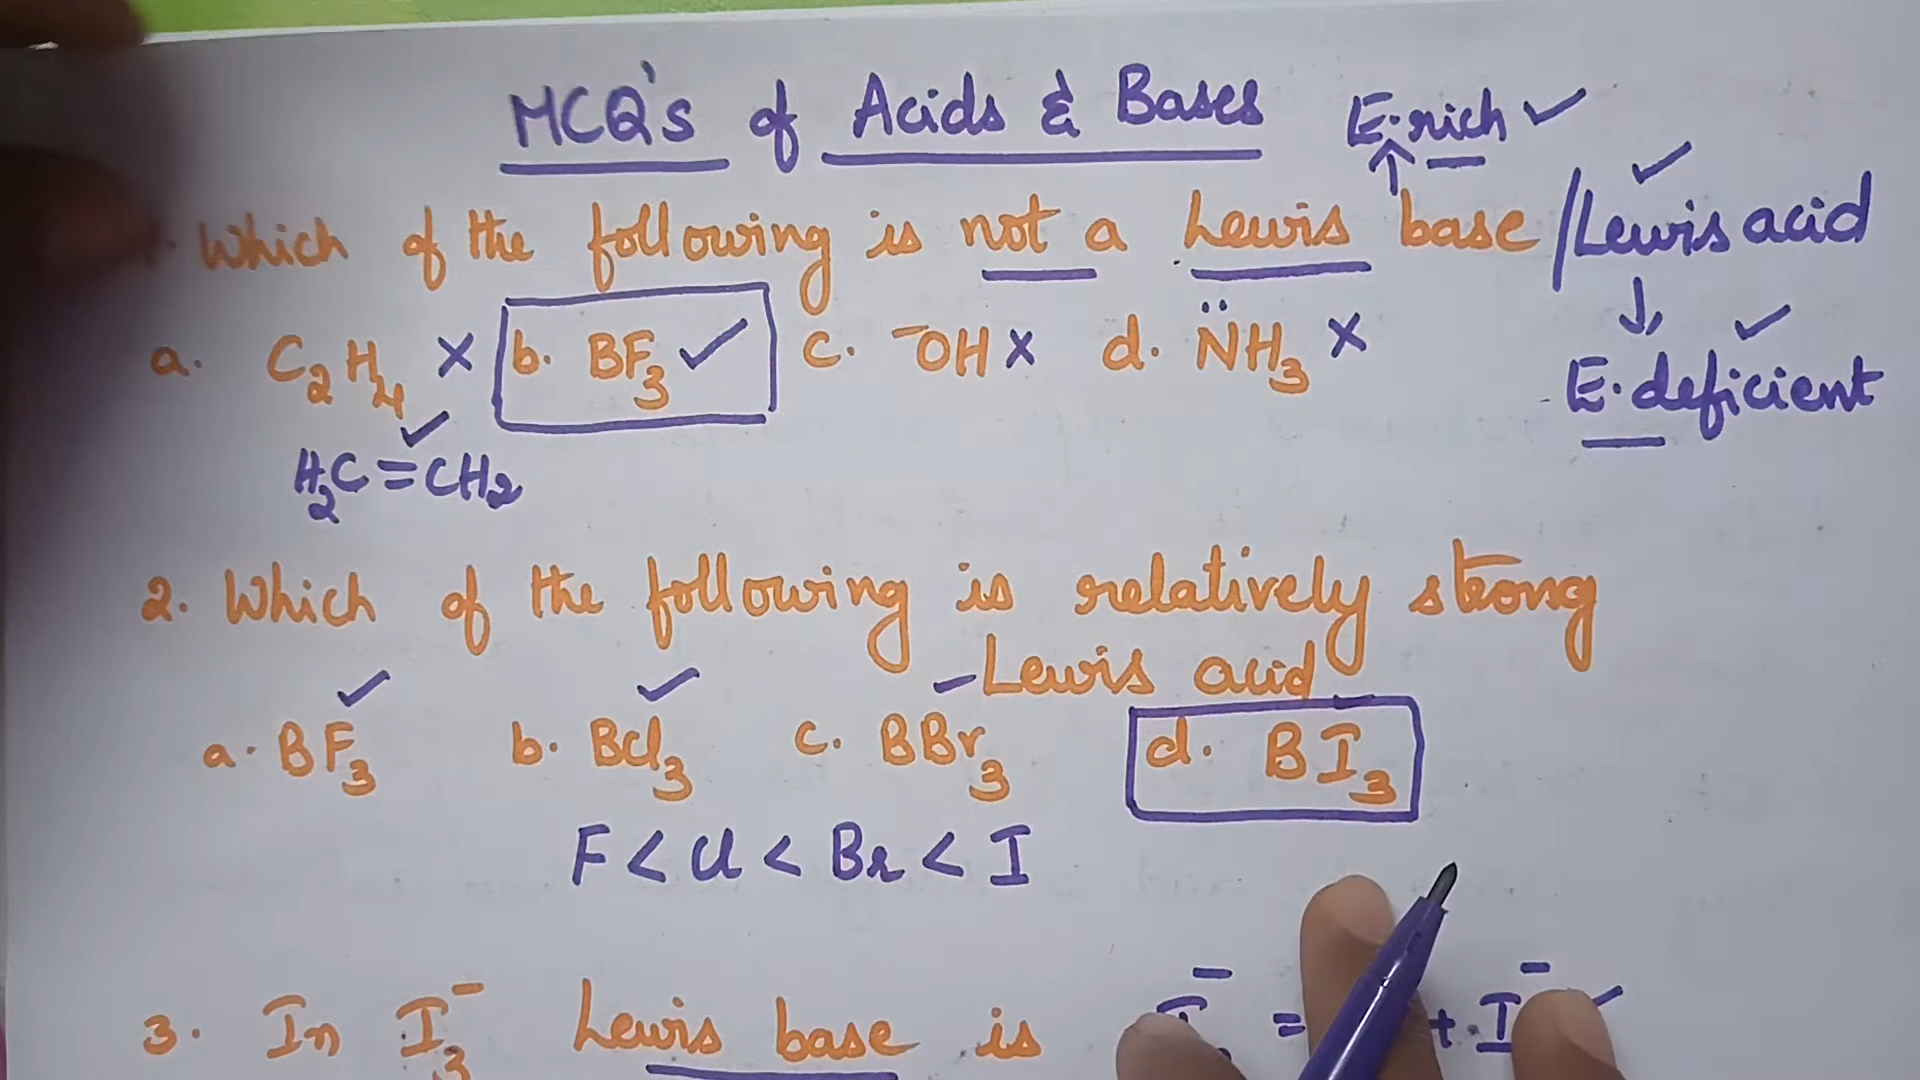 MCQ's of Acids & Bases
E.rich ✓
Which of the following is not a Lewis base / Lewis acid
a. C₂H₄ × b. BF₃ ✓ c. ⁻OH × d. N̈H₃ ×
E.deficient
H₂C=CH₂
2. Which of the following is relatively strong
Lewis acid
a. BF₃ b. BCl₃ c. BBr₃ d. BI₃
F < Cl < Br < I
3. In I₃⁻ Lewis base is = + I⁻